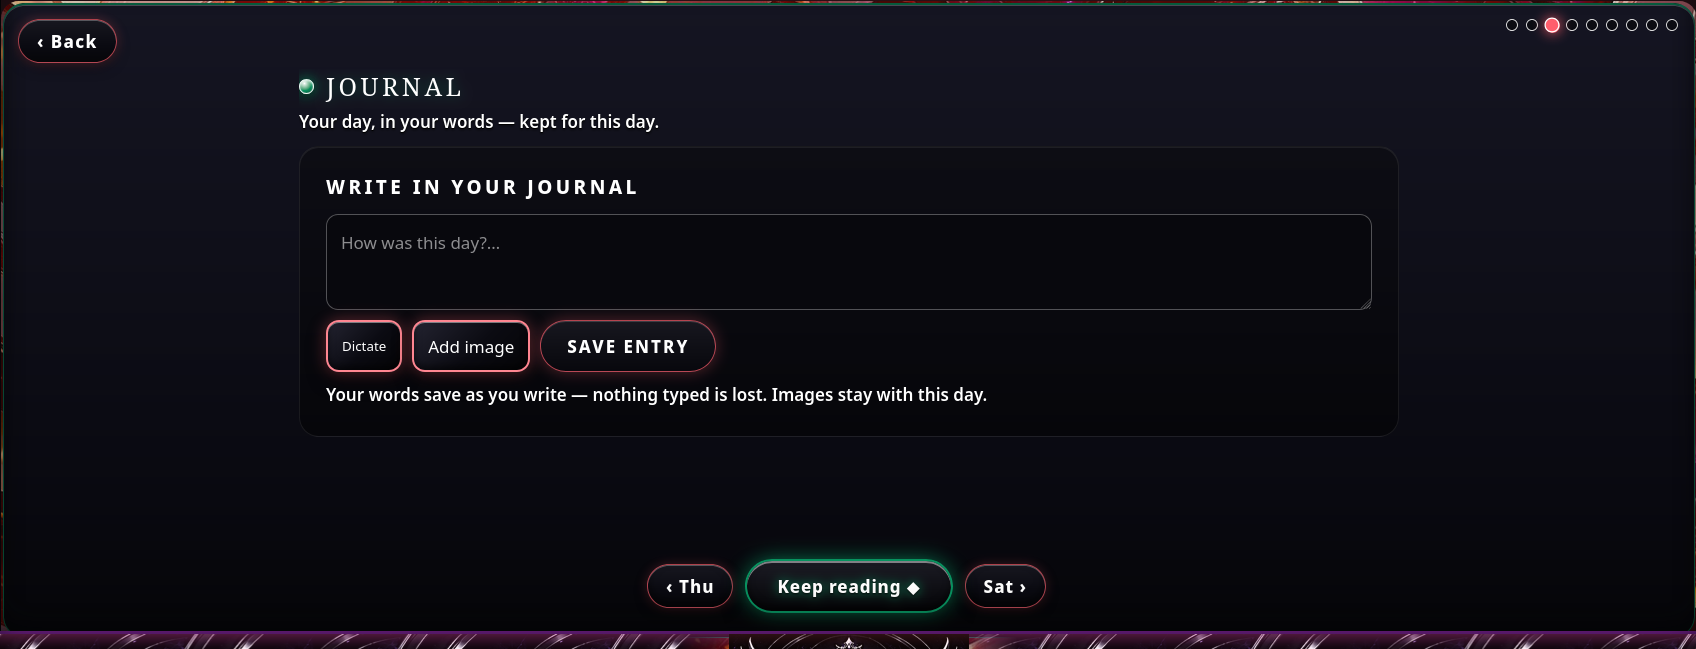 ‹ Back
JOURNAL
Your day, in your words — kept for this day.
WRITE IN YOUR JOURNAL
How was this day?...
Dictate
Add image
SAVE ENTRY
Your words save as you write — nothing typed is lost. Images stay with this day.
‹ Thu
Keep reading ◆
Sat ›